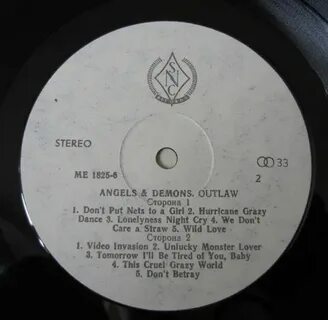 SNC
STEREO
33
ME 1825-6
2
ANGELS & DEMONS. OUTLAW
Сторона 1
1. Don't Put Nets to a Girl 2. Hurricane Grazy
Dance 3. Lonelyness Night Cry 4. We Don't
Care a Straw 5. Wild Love
Сторона 2
1. Video Invasion 2. Unlucky Monster Lover
3. Tomorrow I'll Be Tired of You, Baby
4. This Cruel Grazy World
5. Don't Betray